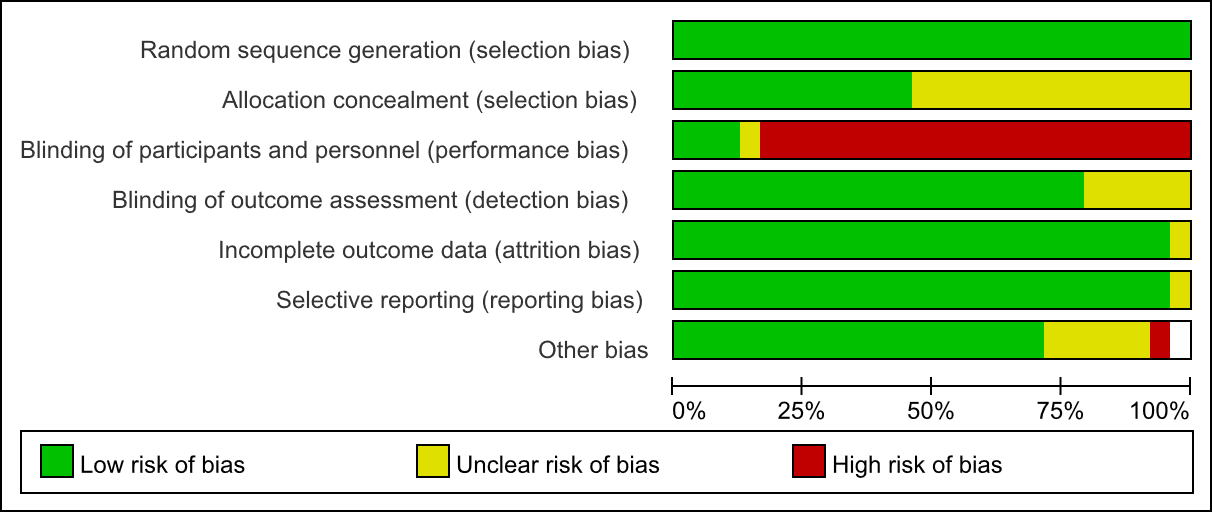 Random sequence generation (selection bias)
Allocation concealment (selection bias)
Blinding of participants and personnel (performance bias)
Blinding of outcome assessment (detection bias)
Incomplete outcome data (attrition bias)
Selective reporting (reporting bias)
Other bias
0% 25% 50% 75% 100%
Low risk of bias Unclear risk of bias High risk of bias